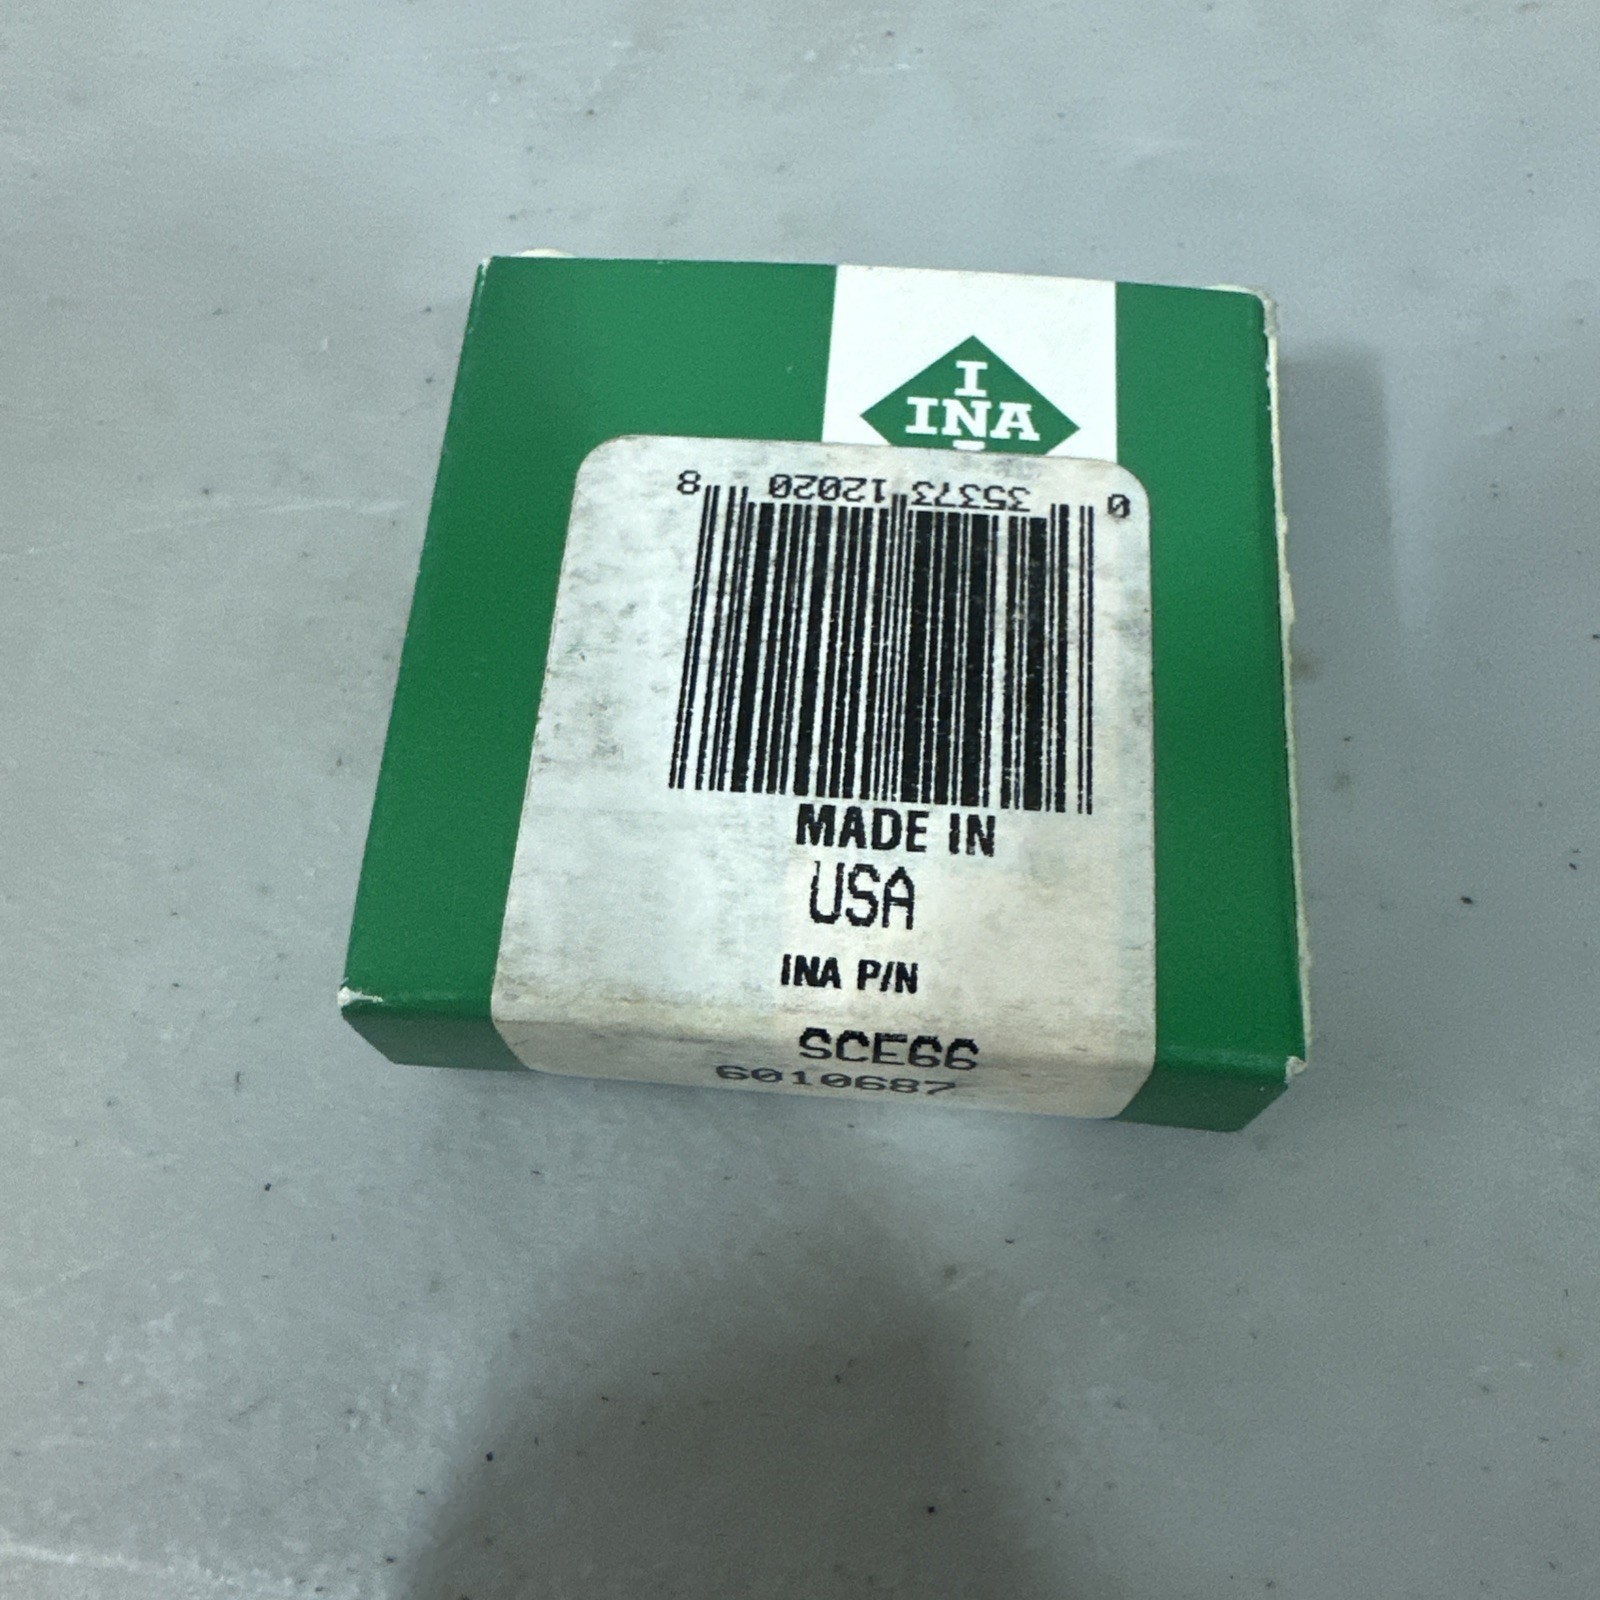 I
INA
0 35373 12020 8
MADE IN
USA
INA P/N
SCE66
6010687